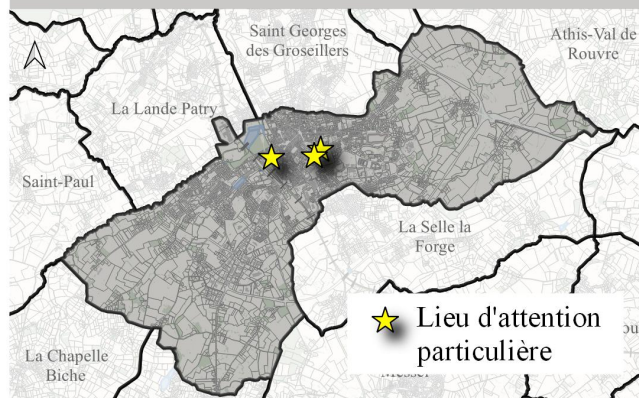 Saint Georges
des Groseillers
Athis-Val de
Rouvre
La Lande Patry
Saint-Paul
La Selle la
Forge
Lieu d'attention
particulière
La Chapelle
Biche